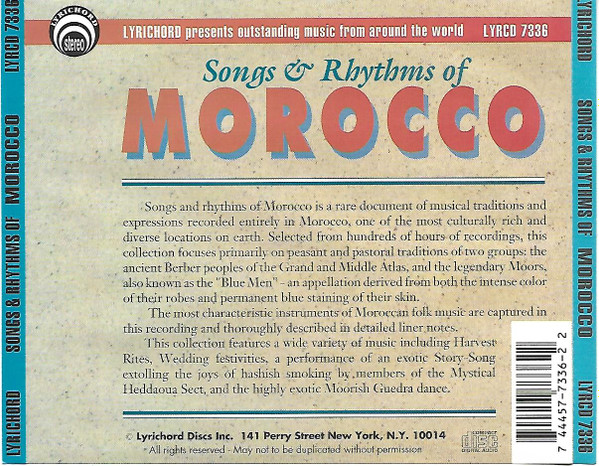 LYRICHORD
stereo
LYRICHORD presents outstanding music from around the world LYRCD 7336
Songs & Rhythms of
MOROCCO
Songs and rhythms of Morocco is a rare document of musical traditions and
expressions recorded entirely in Morocco, one of the most culturally rich and
diverse locations on earth. Selected from hundreds of hours of recordings, this
collection focuses primarily on peasant and pastoral traditions of two groups: the
ancient Berber peoples of the Grand and Middle Atlas, and the legendary Moors,
also known as the "Blue Men" - an appellation derived from both the intense color
of their robes and permanent blue staining of their skin.
The most characteristic instruments of Moroccan folk music are captured in
this recording and thoroughly described in detailed liner notes.
This collection features a wide variety of music including Harvest
Rites, Wedding festivities, a performance of an exotic Story-Song
extolling the joys of hashish smoking by members of the Mystical
Heddaoua Sect, and the highly exotic Moorish Guedra dance.
© Lyrichord Discs Inc. 141 Perry Street New York, N.Y. 10014
All rights reserved - May not to be duplicated without permission
COMPACT
disc
DIGITAL AUDIO
7 44457-7336-2 2
LYRICHORD SONGS & RHYTHMS OF MOROCCO LYRCD 7336
LYRICHORD SONGS & RHYTHMS OF MOROCCO LYRCD 7336